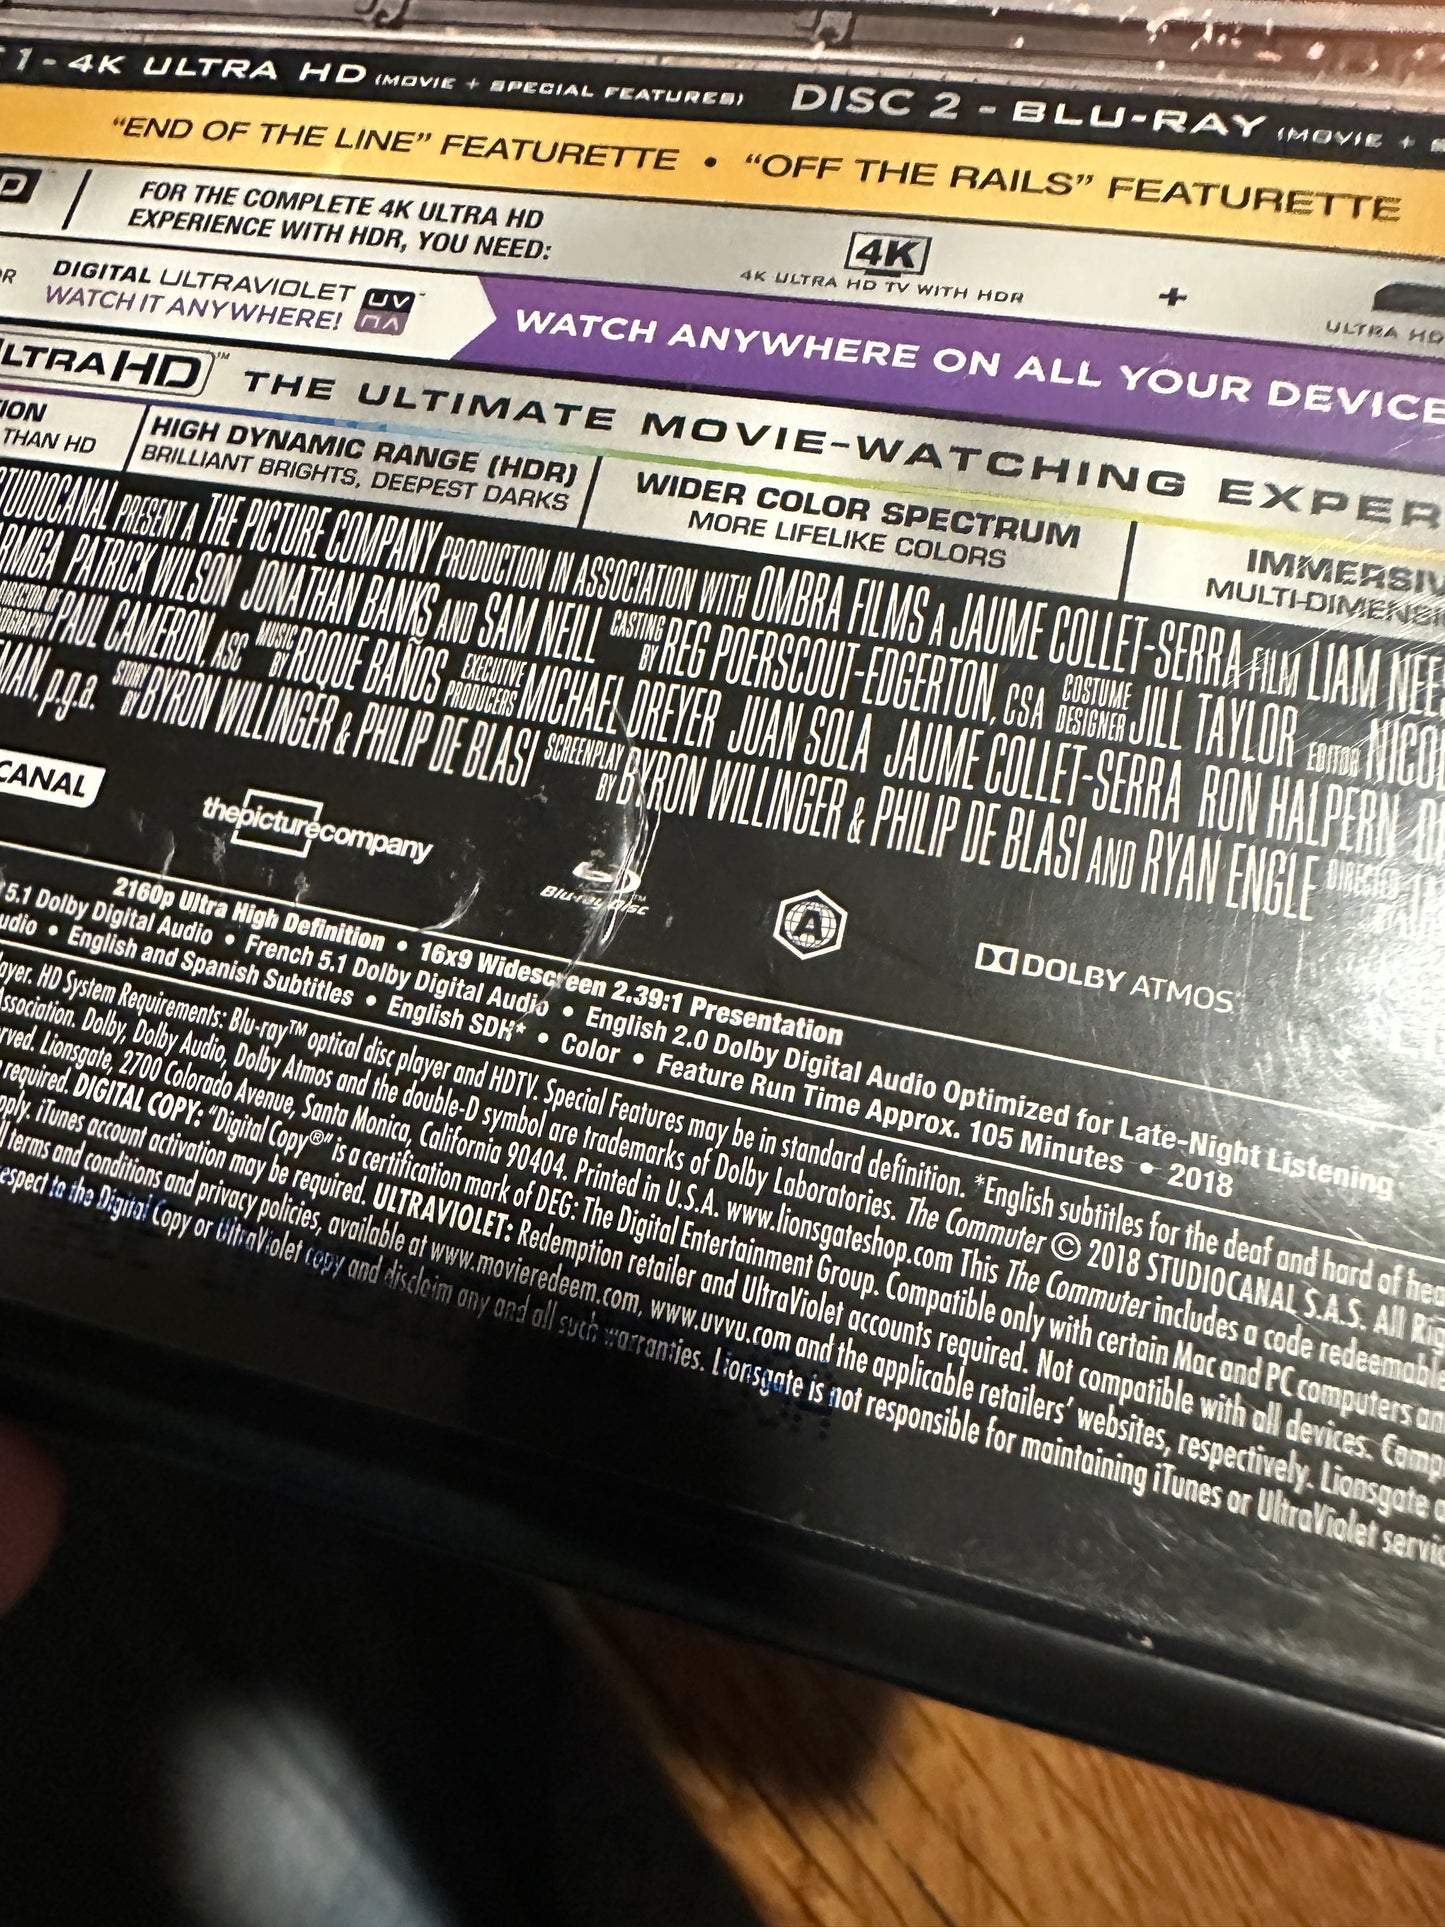 1 - 4K ULTRA HD (MOVIE + SPECIAL FEATURES) DISC 2 - BLU-RAY (MOVIE +
“END OF THE LINE” FEATURETTE • “OFF THE RAILS” FEATURETTE
FOR THE COMPLETE 4K ULTRA HD
EXPERIENCE WITH HDR, YOU NEED:
4K
4K ULTRA HD TV WITH HDR
+
ULTRA HD
DIGITAL ULTRAVIOLET
WATCH IT ANYWHERE!
UV
WATCH ANYWHERE ON ALL YOUR DEVICE
ULTRA HD™ THE ULTIMATE MOVIE-WATCHING EXPER
THAN HD
HIGH DYNAMIC RANGE (HDR)
BRILLIANT BRIGHTS, DEEPEST DARKS
WIDER COLOR SPECTRUM
MORE LIFELIKE COLORS
IMMERSIV
MULTI-DIMENSI
STUDIOCANAL PRESENT A THE PICTURE COMPANY PRODUCTION IN ASSOCIATION WITH OMBRA FILMS A JAUME COLLET-SERRA FILM LIAM NEES
RMIGA PATRICK WILSON JONATHAN BANKS AND SAM NEILL CASTING BY REG POERSCOUT-EDGERTON, CSA COSTUME DESIGNER JILL TAYLOR EDITOR NICOL
DIRECTOR OF PAUL CAMERON, ASC MUSIC BY ROQUE BAÑOS EXECUTIVE PRODUCERS MICHAEL DREYER JUAN SOLA JAUME COLLET-SERRA RON HALPERN
MAN, p.g.a. STORY BY BYRON WILLINGER & PHILIP DE BLASI SCREENPLAY BY BYRON WILLINGER & PHILIP DE BLASI AND RYAN ENGLE DIRECTED
CANAL
thepicturecompany
Blu-ray Disc™
A
DOLBY ATMOS
2160p Ultra High Definition • 16x9 Widescreen 2.39:1 Presentation
5.1 Dolby Digital Audio • French 5.1 Dolby Digital Audio • English 2.0 Dolby Digital Audio Optimized for Late-Night Listening
udio • English and Spanish Subtitles • English SDH* • Color • Feature Run Time Approx. 105 Minutes • 2018
layer. HD System Requirements: Blu-ray™ optical disc player and HDTV. Special Features may be in standard definition. *English subtitles for the deaf and hard of hea
Association. Dolby, Dolby Audio, Dolby Atmos and the double-D symbol are trademarks of Dolby Laboratories. The Commuter © 2018 STUDIOCANAL S.A.S. All Rig
rved. Lionsgate, 2700 Colorado Avenue, Santa Monica, California 90404. Printed in U.S.A. www.lionsgateshop.com This The Commuter includes a code redeemable
required. DIGITAL COPY: “Digital Copy®” is a certification mark of DEG: The Digital Entertainment Group. Compatible only with certain Mac and PC computers an
pply. iTunes account activation may be required. ULTRAVIOLET: Redemption retailer and UltraViolet accounts required. Not compatible with all devices. Comp
ll terms and conditions and privacy policies, available at www.movieredeem.com, www.uvvu.com and the applicable retailers’ websites, respectively. Lionsgate
espect to the Digital Copy or UltraViolet copy and disclaim any and all such warranties. Lionsgate is not responsible for maintaining iTunes or UltraViolet servic